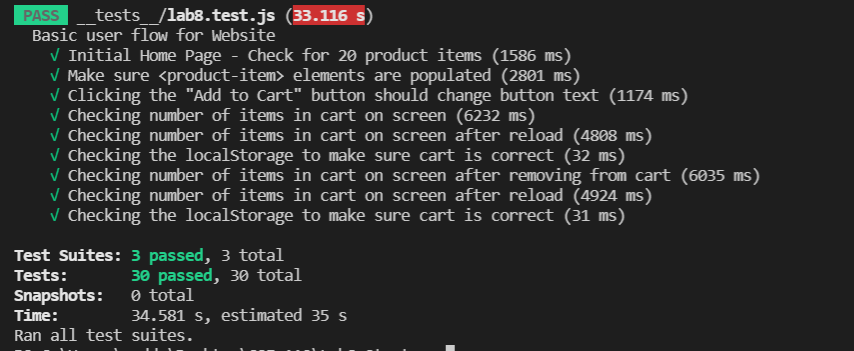 PASS __tests__/lab8.test.js (33.116 s)
Basic user flow for Website
√ Initial Home Page - Check for 20 product items (1586 ms)
√ Make sure <product-item> elements are populated (2801 ms)
√ Clicking the "Add to Cart" button should change button text (1174 ms)
√ Checking number of items in cart on screen (6232 ms)
√ Checking number of items in cart on screen after reload (4808 ms)
√ Checking the localStorage to make sure cart is correct (32 ms)
√ Checking number of items in cart on screen after removing from cart (6035 ms)
√ Checking number of items in cart on screen after reload (4924 ms)
√ Checking the localStorage to make sure cart is correct (31 ms)
Test Suites: 3 passed, 3 total
Tests: 30 passed, 30 total
Snapshots: 0 total
Time: 34.581 s, estimated 35 s
Ran all test suites.